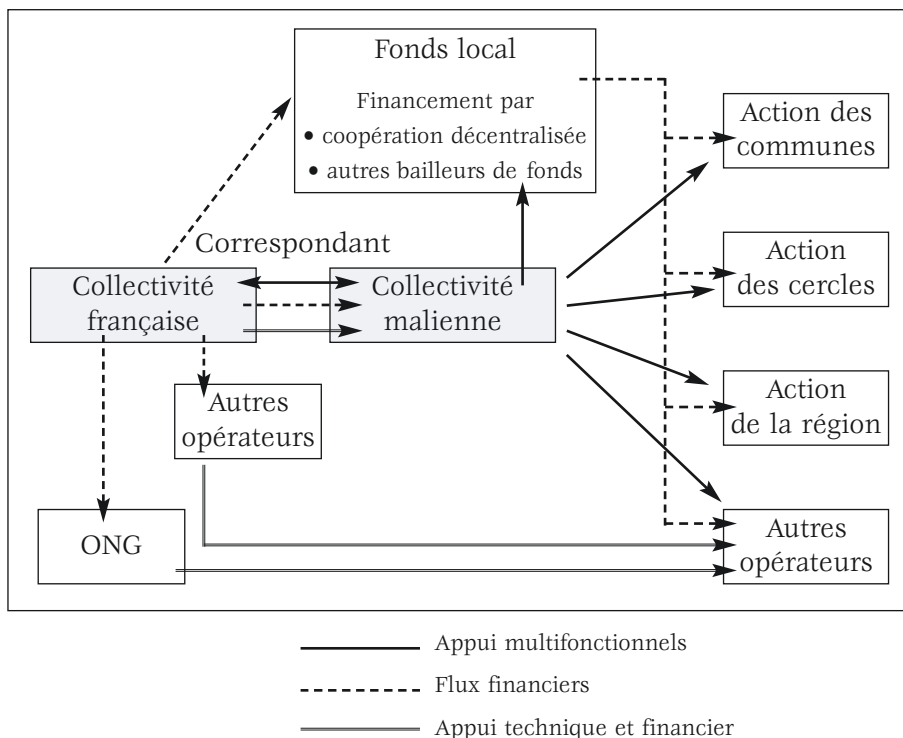 Fonds local
Financement par
• coopération décentralisée
• autres bailleurs de fonds
Action des
communes
Correspondant
Collectivité
française
Collectivité
malienne
Action
des cercles
Autres
opérateurs
Action
de la région
ONG
Autres
opérateurs
Appui multifonctionnels
Flux financiers
Appui technique et financier